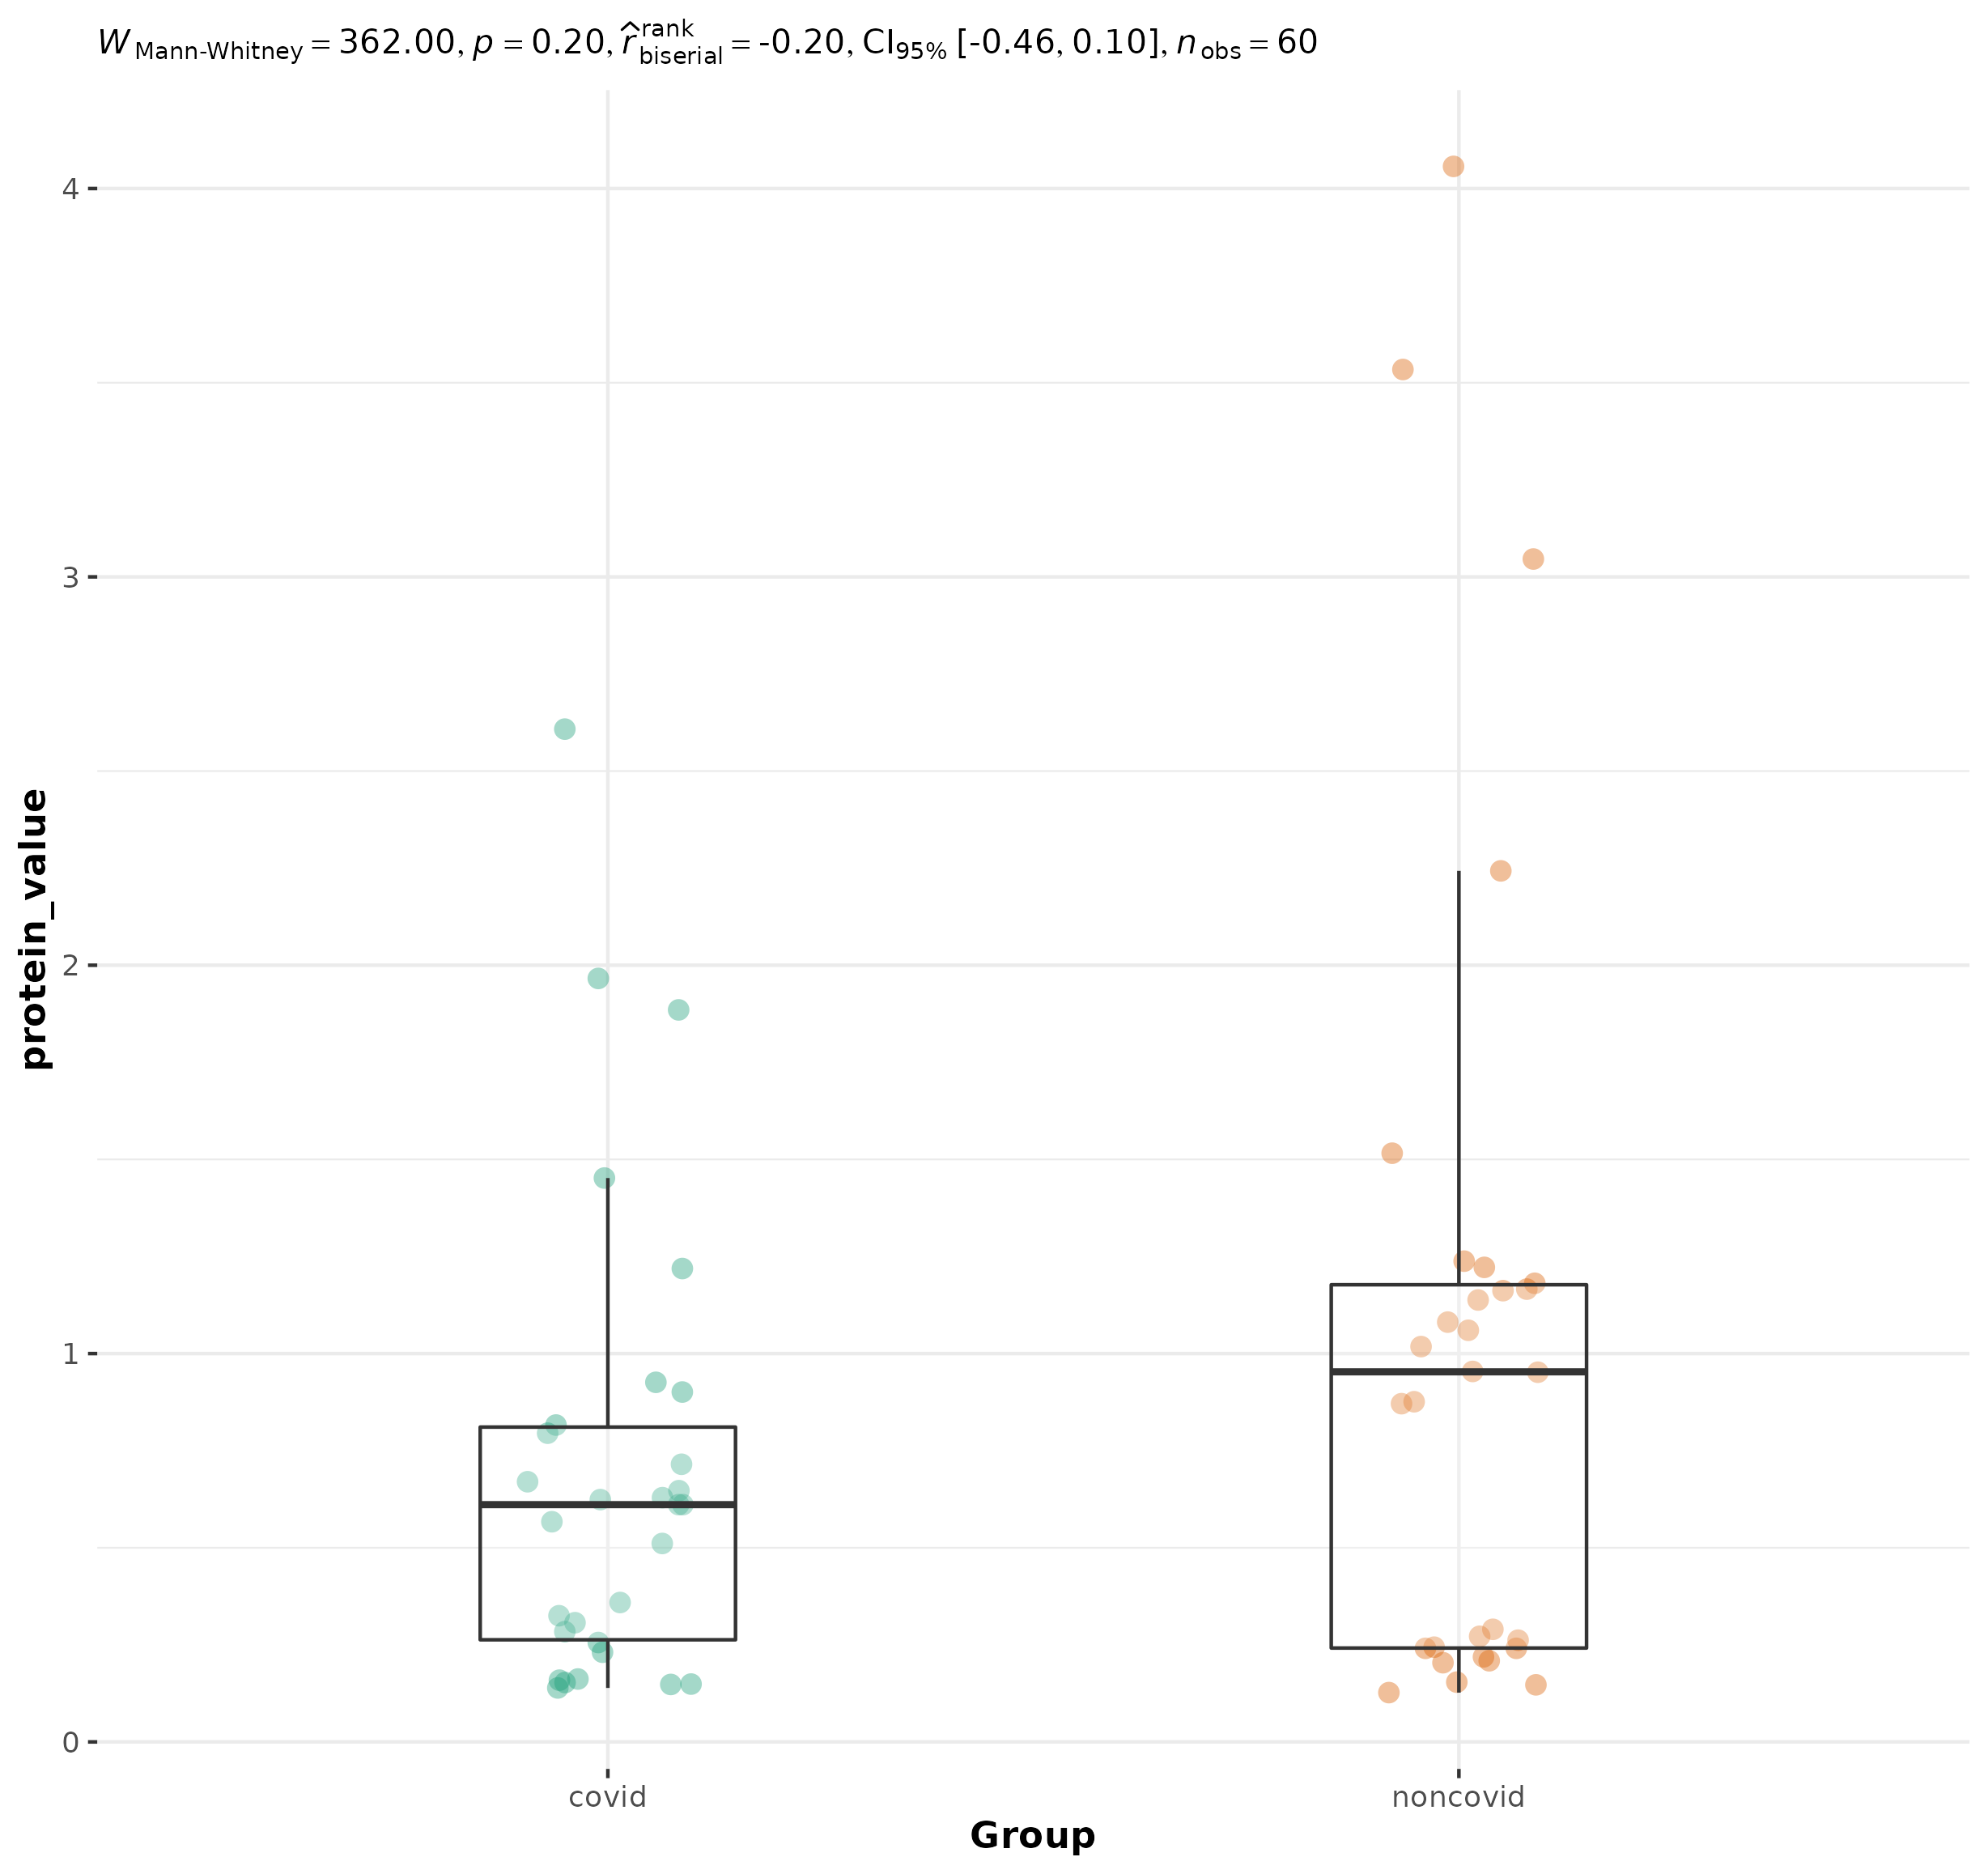 W Mann-Whitney = 362.00, p = 0.20, r̂ rank biserial = -0.20, CI95% [-0.46, 0.10], n obs = 60
protein_value
4
3
2
1
0
covid noncovid
Group